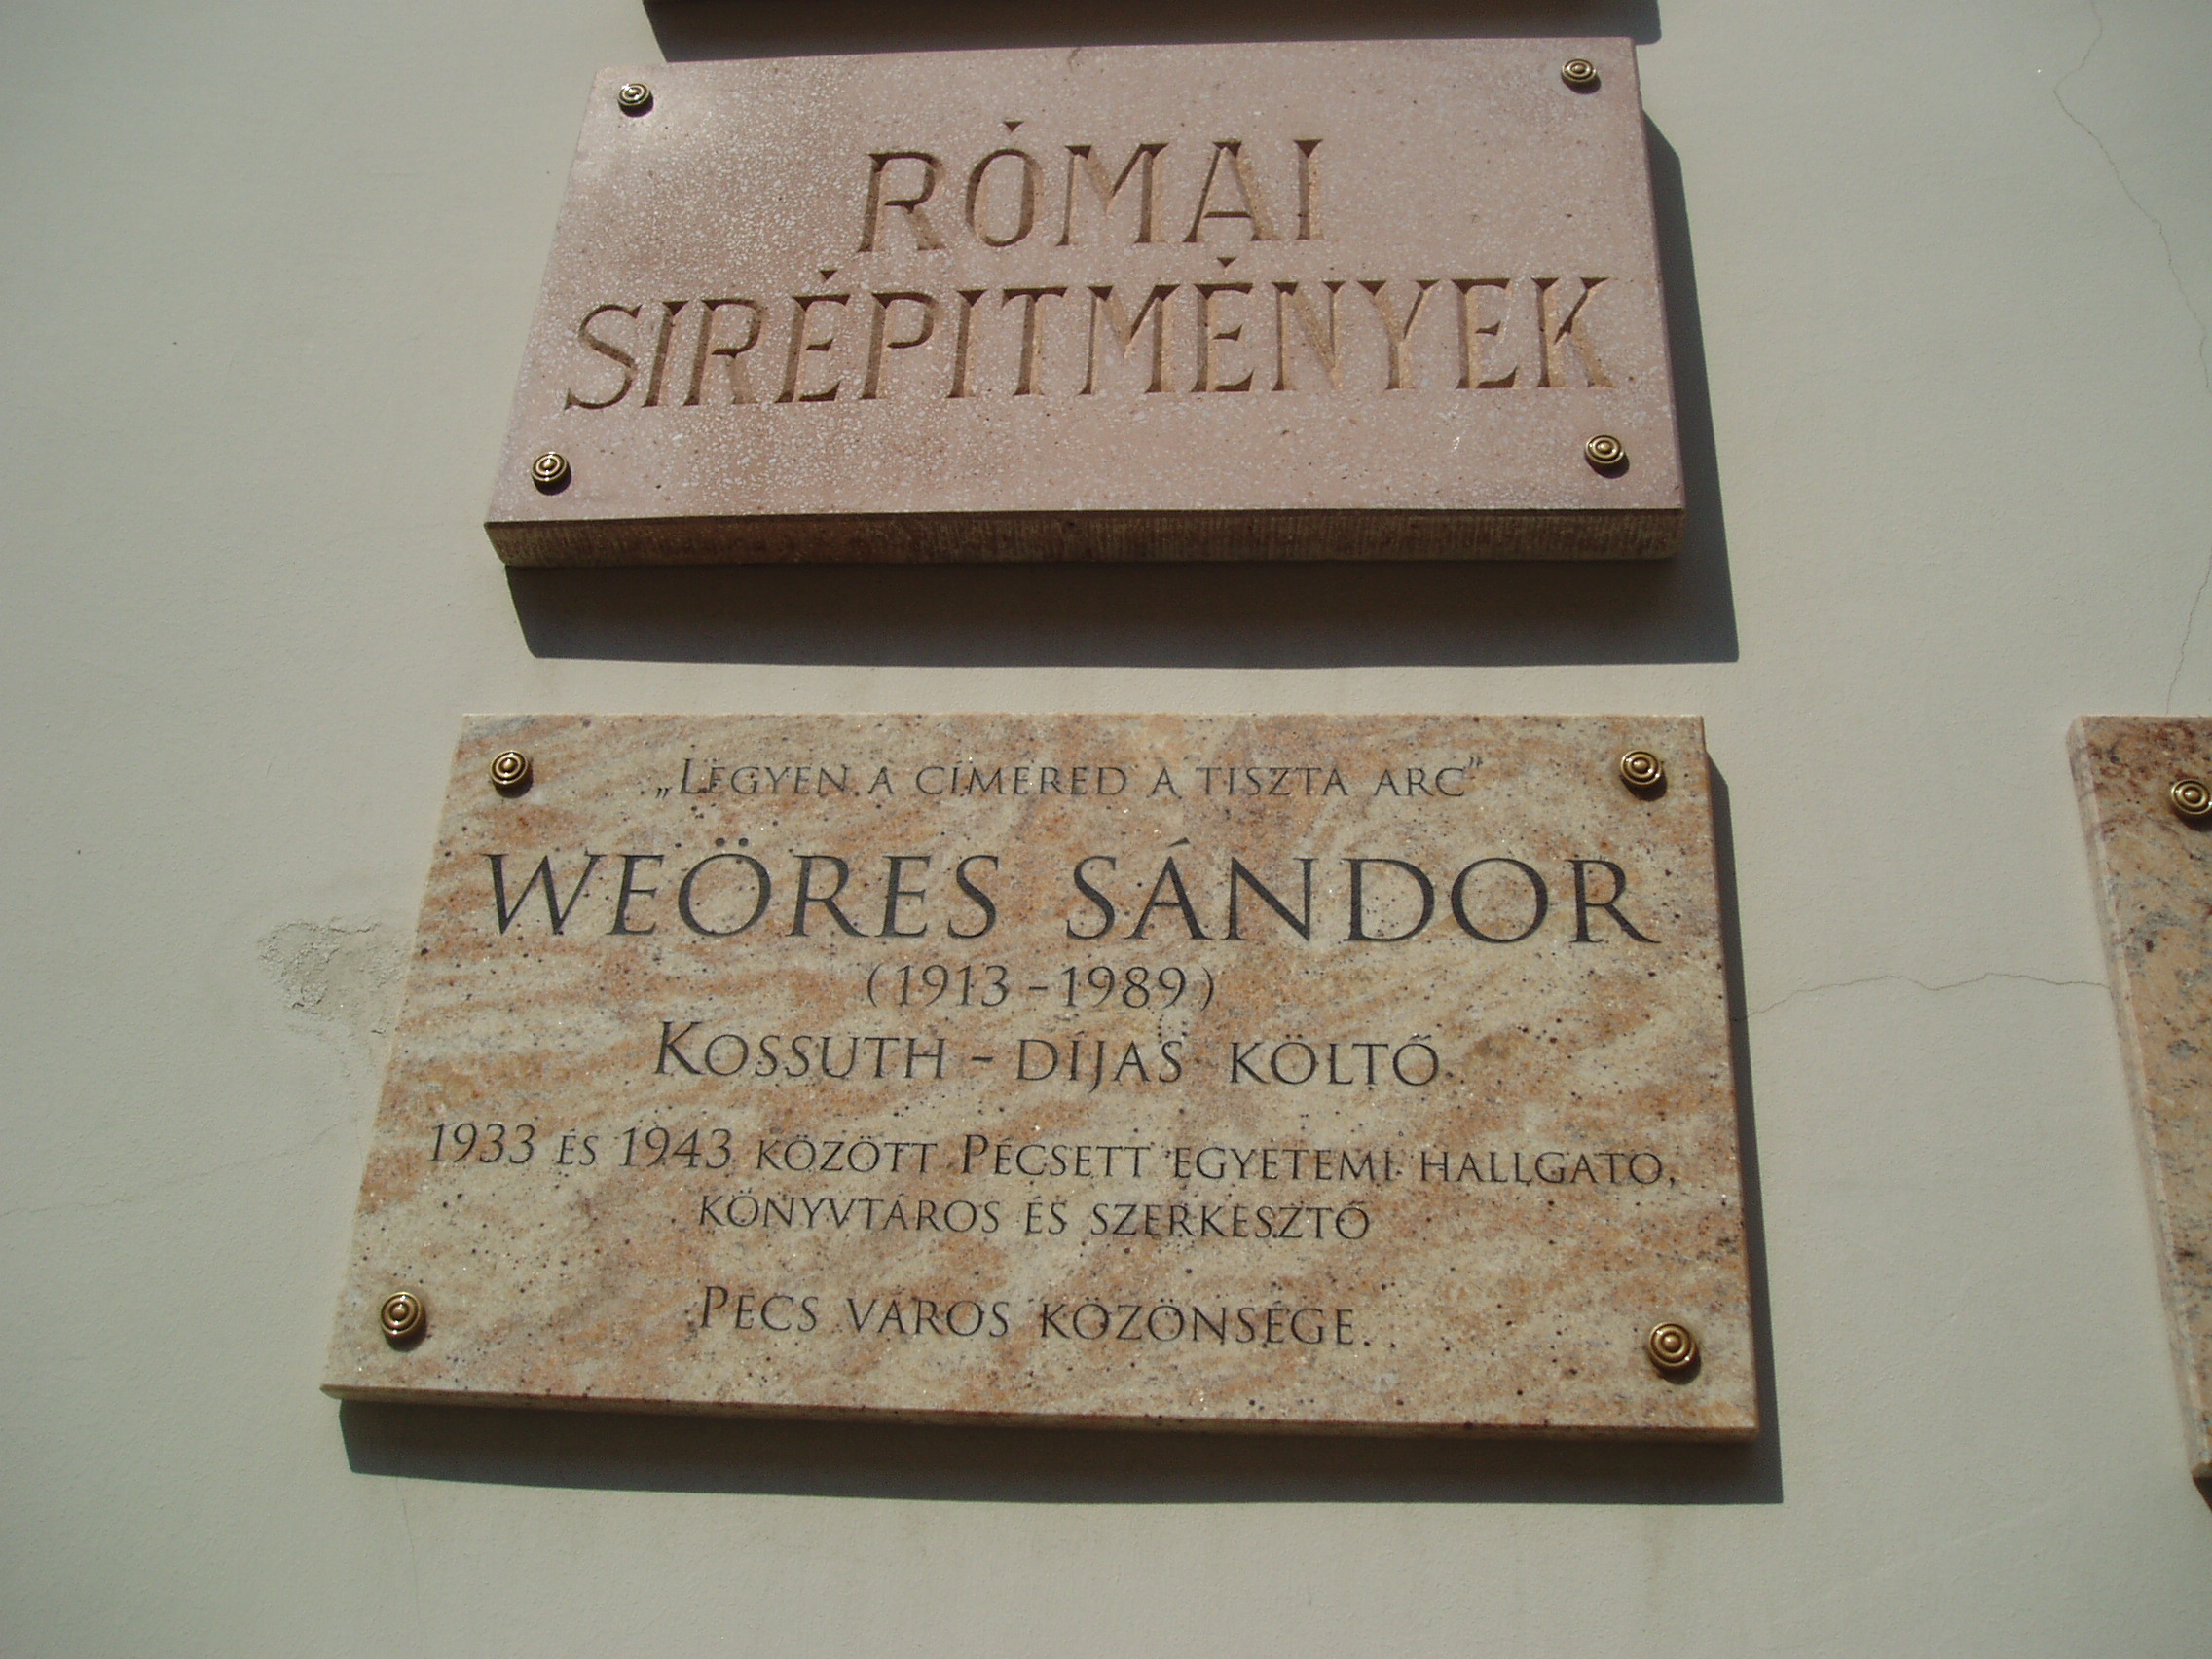 RÓMAI
SIRÉPITMÉNYEK
„LEGYEN A CÍMERED A TISZTA ARC”
WEÖRES SÁNDOR
(1913-1989)
KOSSUTH-DÍJAS KÖLTŐ
1933 ÉS 1943 KÖZÖTT PÉCSETT EGYETEMI HALLGATÓ,
KÖNYVTÁROS ÉS SZERKESZTŐ
PÉCS VÁROS KÖZÖNSÉGE